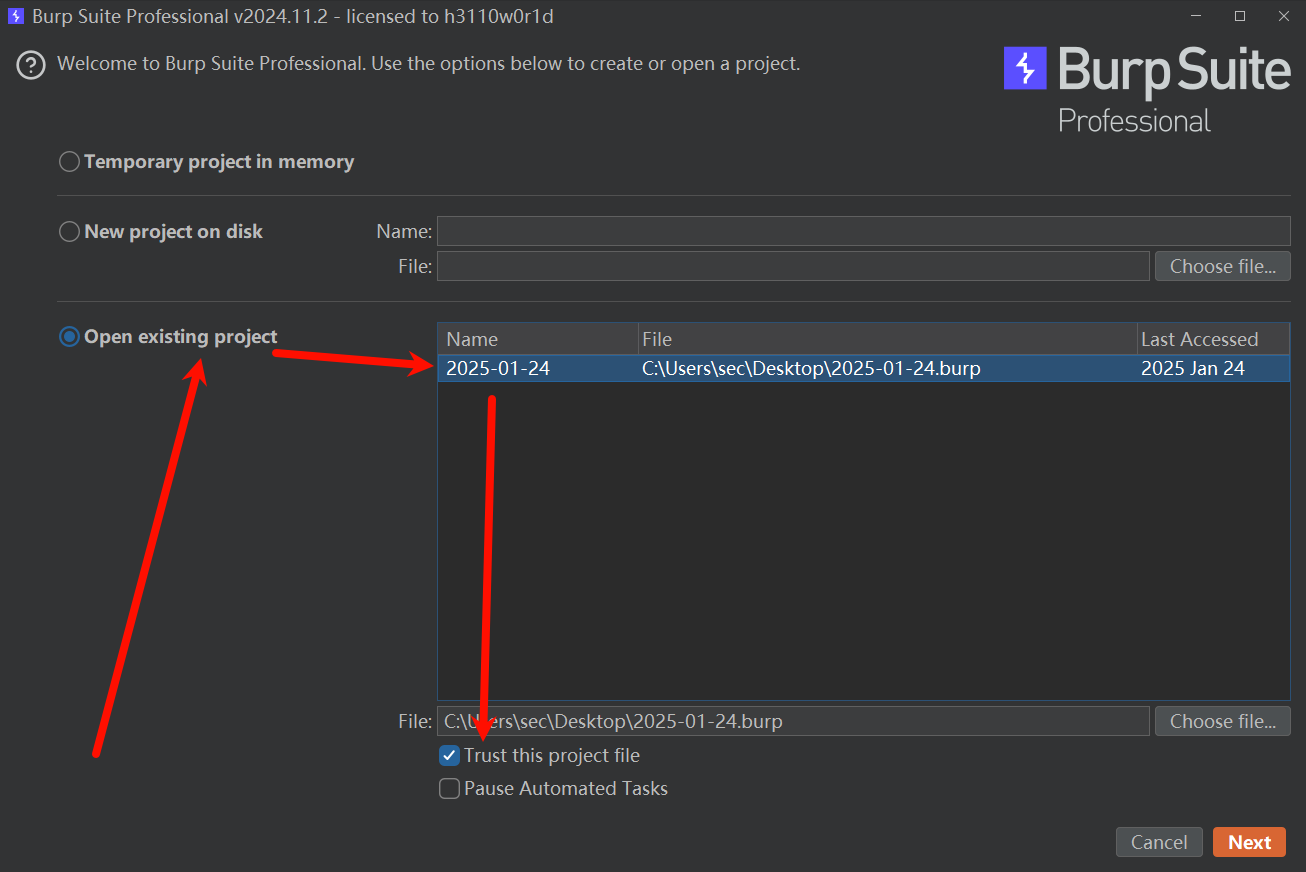 Burp Suite Professional v2024.11.2 - licensed to h3110w0r1d
Welcome to Burp Suite Professional. Use the options below to create or open a project.
Burp Suite
Professional
Temporary project in memory
New project on disk
Name:
File:
Choose file...
Open existing project
Name File Last Accessed
2025-01-24 C:\Users\sec\Desktop\2025-01-24.burp 2025 Jan 24
File: C:\Users\sec\Desktop\2025-01-24.burp Choose file...
Trust this project file
Pause Automated Tasks
Cancel Next